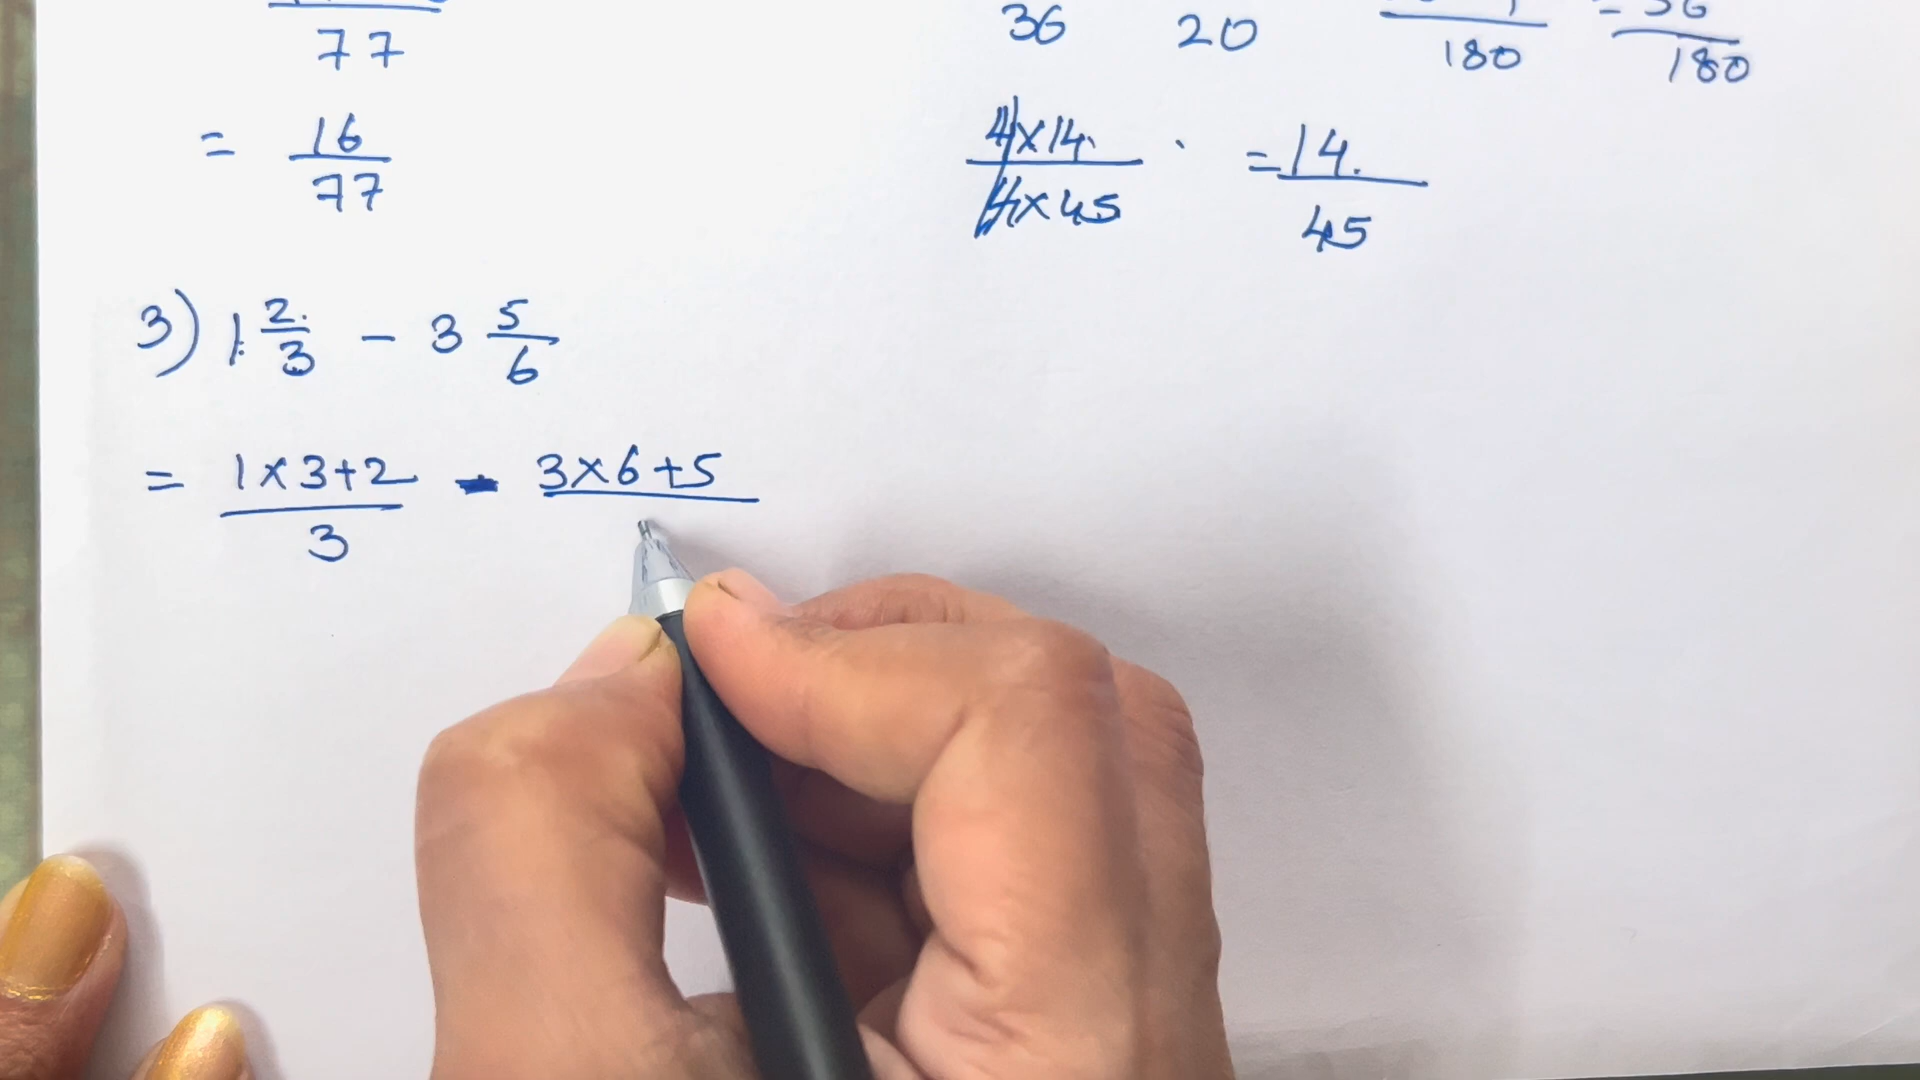 77
= 16/77
36 20 180 180
4×14/4×45 = 14/45
3) 1 2/3 - 3 5/6
= 1×3+2/3 - 3×6+5